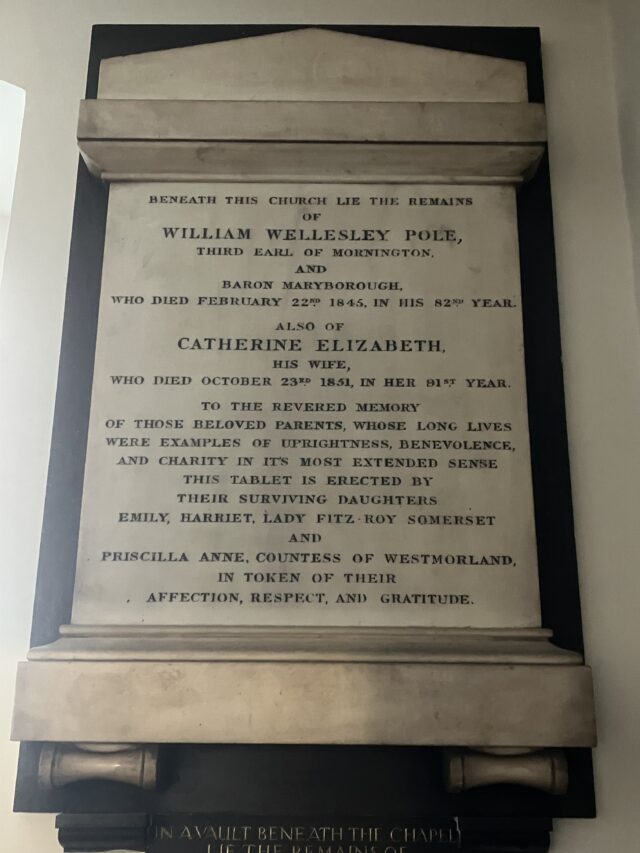 BENEATH THIS CHURCH LIE THE REMAINS
OF
WILLIAM WELLESLEY POLE,
THIRD EARL OF MORNINGTON,
AND
BARON MARYBOROUGH,
WHO DIED FEBRUARY 22ND 1845, IN HIS 82ND YEAR.
ALSO OF
CATHERINE ELIZABETH,
HIS WIFE,
WHO DIED OCTOBER 23RD 1851, IN HER 91ST YEAR.
TO THE REVERED MEMORY
OF THOSE BELOVED PARENTS, WHOSE LONG LIVES
WERE EXAMPLES OF UPRIGHTNESS, BENEVOLENCE,
AND CHARITY IN IT'S MOST EXTENDED SENSE
THIS TABLET IS ERECTED BY
THEIR SURVIVING DAUGHTERS
EMILY, HARRIET, LADY FITZ-ROY SOMERSET
AND
PRISCILLA ANNE, COUNTESS OF WESTMORLAND,
IN TOKEN OF THEIR
AFFECTION, RESPECT, AND GRATITUDE.
IN A VAULT BENEATH THE CHAPEL
LIE THE REMAINS OF